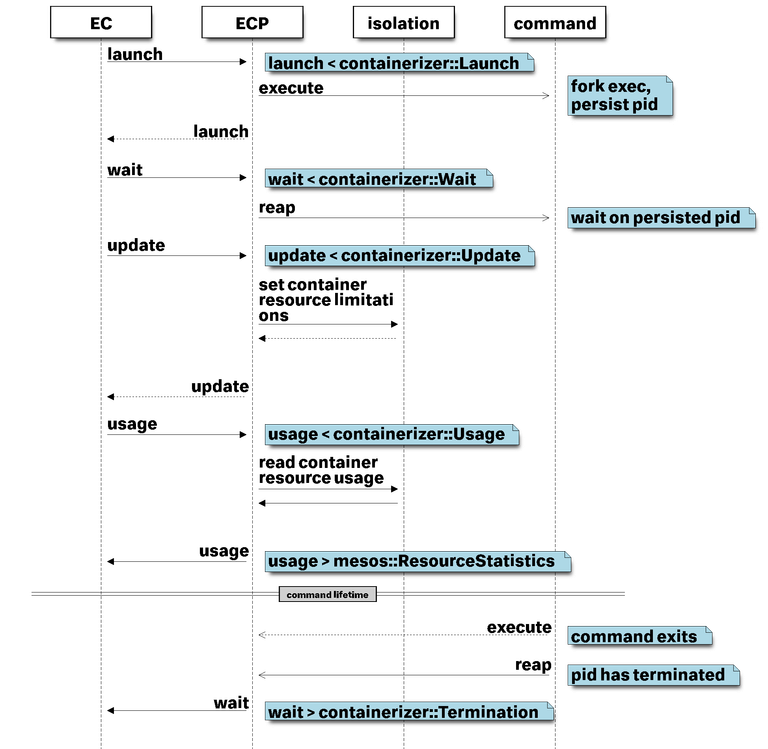 EC
ECP
isolation
command
launch
launch < containerizer::Launch
execute
fork exec,
persist pid
launch
wait
wait < containerizer::Wait
reap
wait on persisted pid
update
update < containerizer::Update
set container
resource limitati
ons
update
usage
usage < containerizer::Usage
read container
resource usage
usage
usage > mesos::ResourceStatistics
command lifetime
execute
command exits
reap
pid has terminated
wait
wait > containerizer::Termination